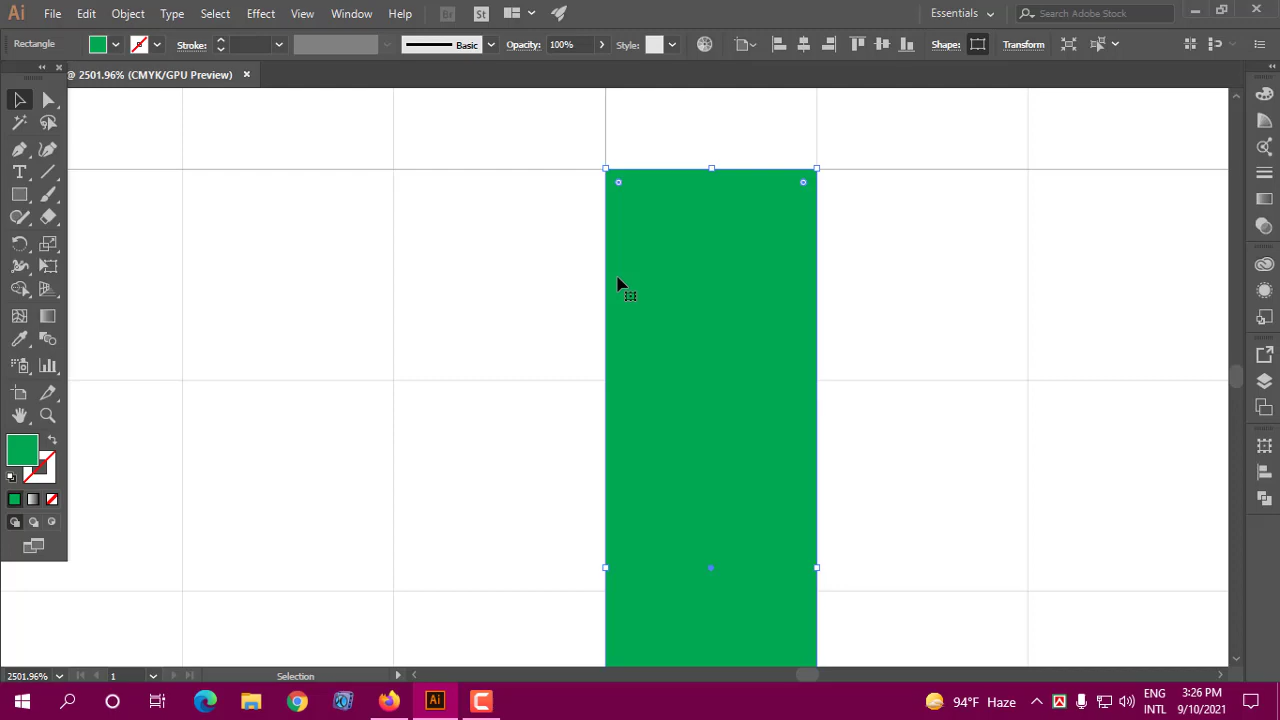 Ai File Edit Object Type Select Effect View Window Help Br St Essentials Search Adobe Stock
Rectangle Stroke: Basic Opacity: 100% Style: Shape: Transform
@ 2501.96% (CMYK/GPU Preview)
T
2501.96% 1 Selection
Ai 94°F Haze ENG INTL 3:26 PM 9/10/2021